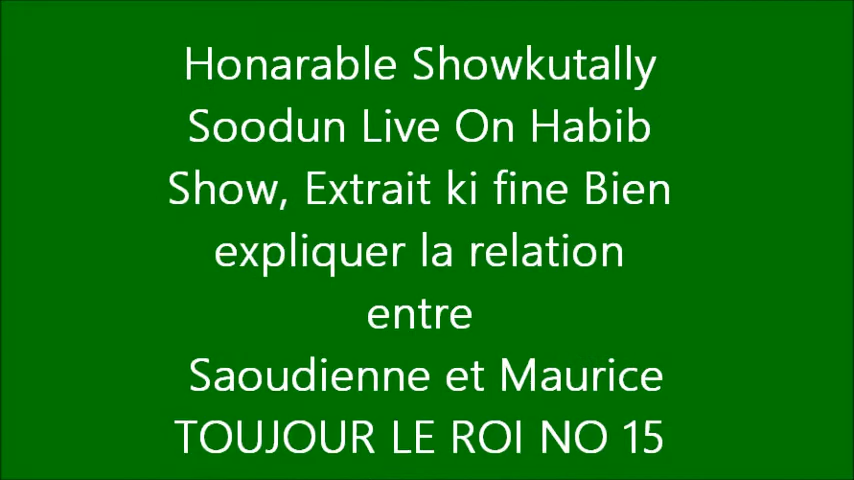 Honarable Showkutally
Soodun Live On Habib
Show, Extrait ki fine Bien
expliquer la relation
entre
Saoudienne et Maurice
TOUJOUR LE ROI NO 15